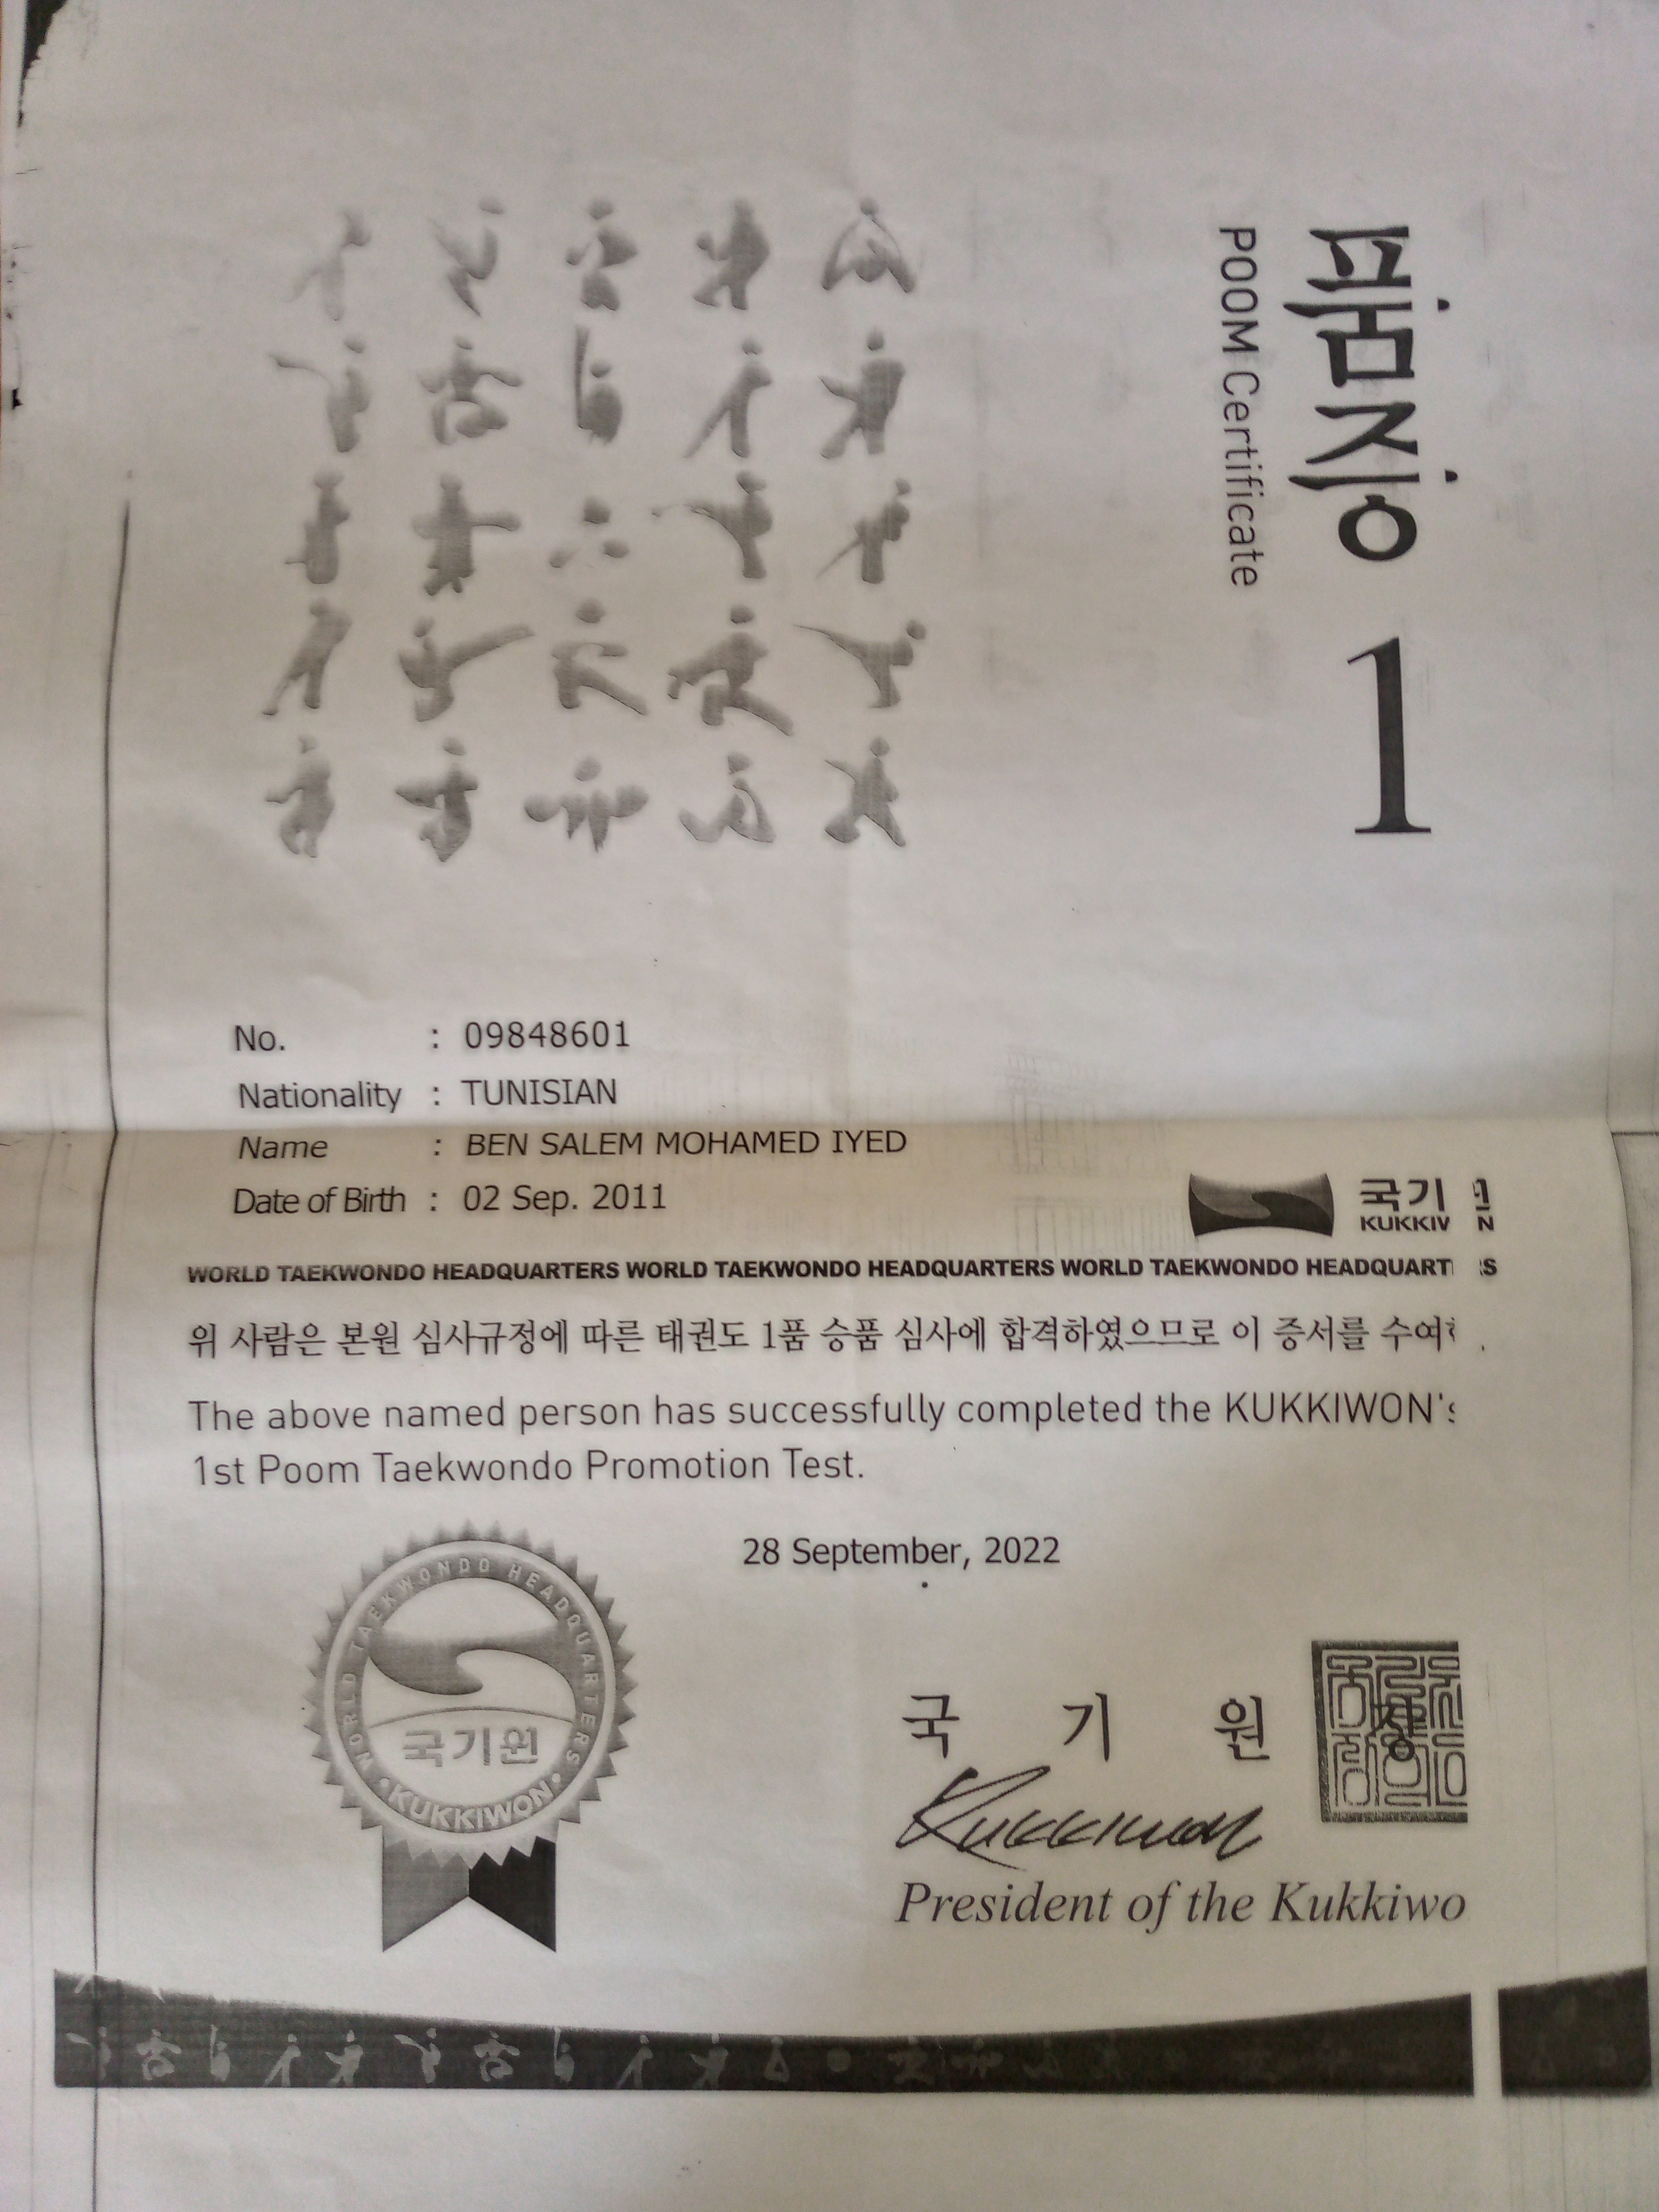 품증 1
POOM Certificate
No. : 09848601
Nationality : TUNISIAN
Name : BEN SALEM MOHAMED IYED
Date of Birth : 02 Sep. 2011
국기
KUKKIW N
WORLD TAEKWONDO HEADQUARTERS WORLD TAEKWONDO HEADQUARTERS WORLD TAEKWONDO HEADQUART S
위 사람은 본원 심사규정에 따른 태권도 1품 승품 심사에 합격하였으므로 이 증서를 수여
The above named person has successfully completed the KUKKIWON's
1st Poom Taekwondo Promotion Test.
28 September, 2022
WORLD TAEKWONDO HEADQUARTERS
국기원
KUKKIWON
국 기 원 장
Kukkiwon
President of the Kukkiwo